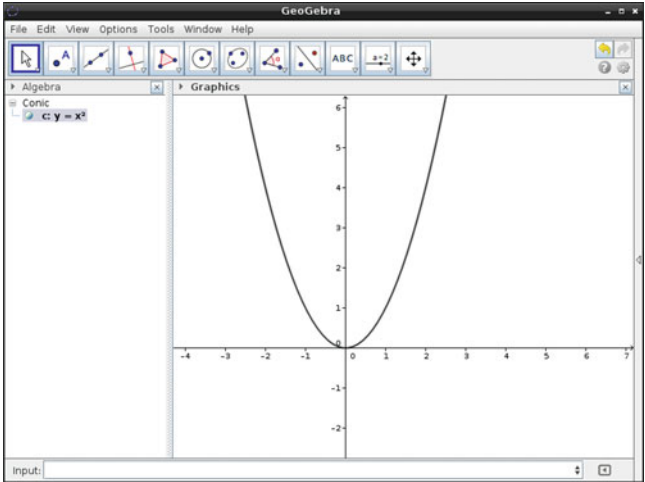 GeoGebra
File Edit View Options Tools Window Help
A α ABC a=2
Algebra
Graphics
Conic
c: y = x²
6
5
4
3
2
1
0
-4 -3 -2 -1 0 1 2 3 4 5 6 7
-1
-2
Input: